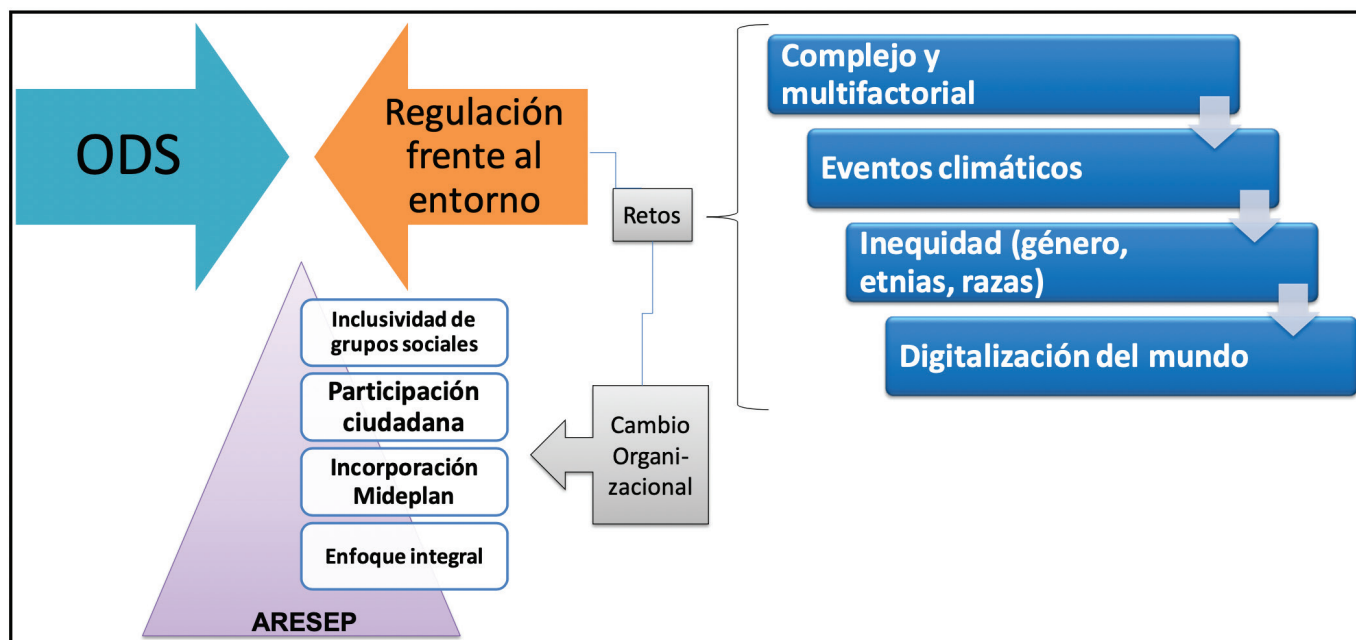 ODS
Regulación
frente al
entorno
Retos
Complejo y
multifactorial
Eventos climáticos
Inequidad (género,
etnias, razas)
Digitalización del mundo
Inclusividad de
grupos sociales
Participación
ciudadana
Incorporación
Mideplan
Enfoque integral
ARESEP
Cambio
Organi-
zacional